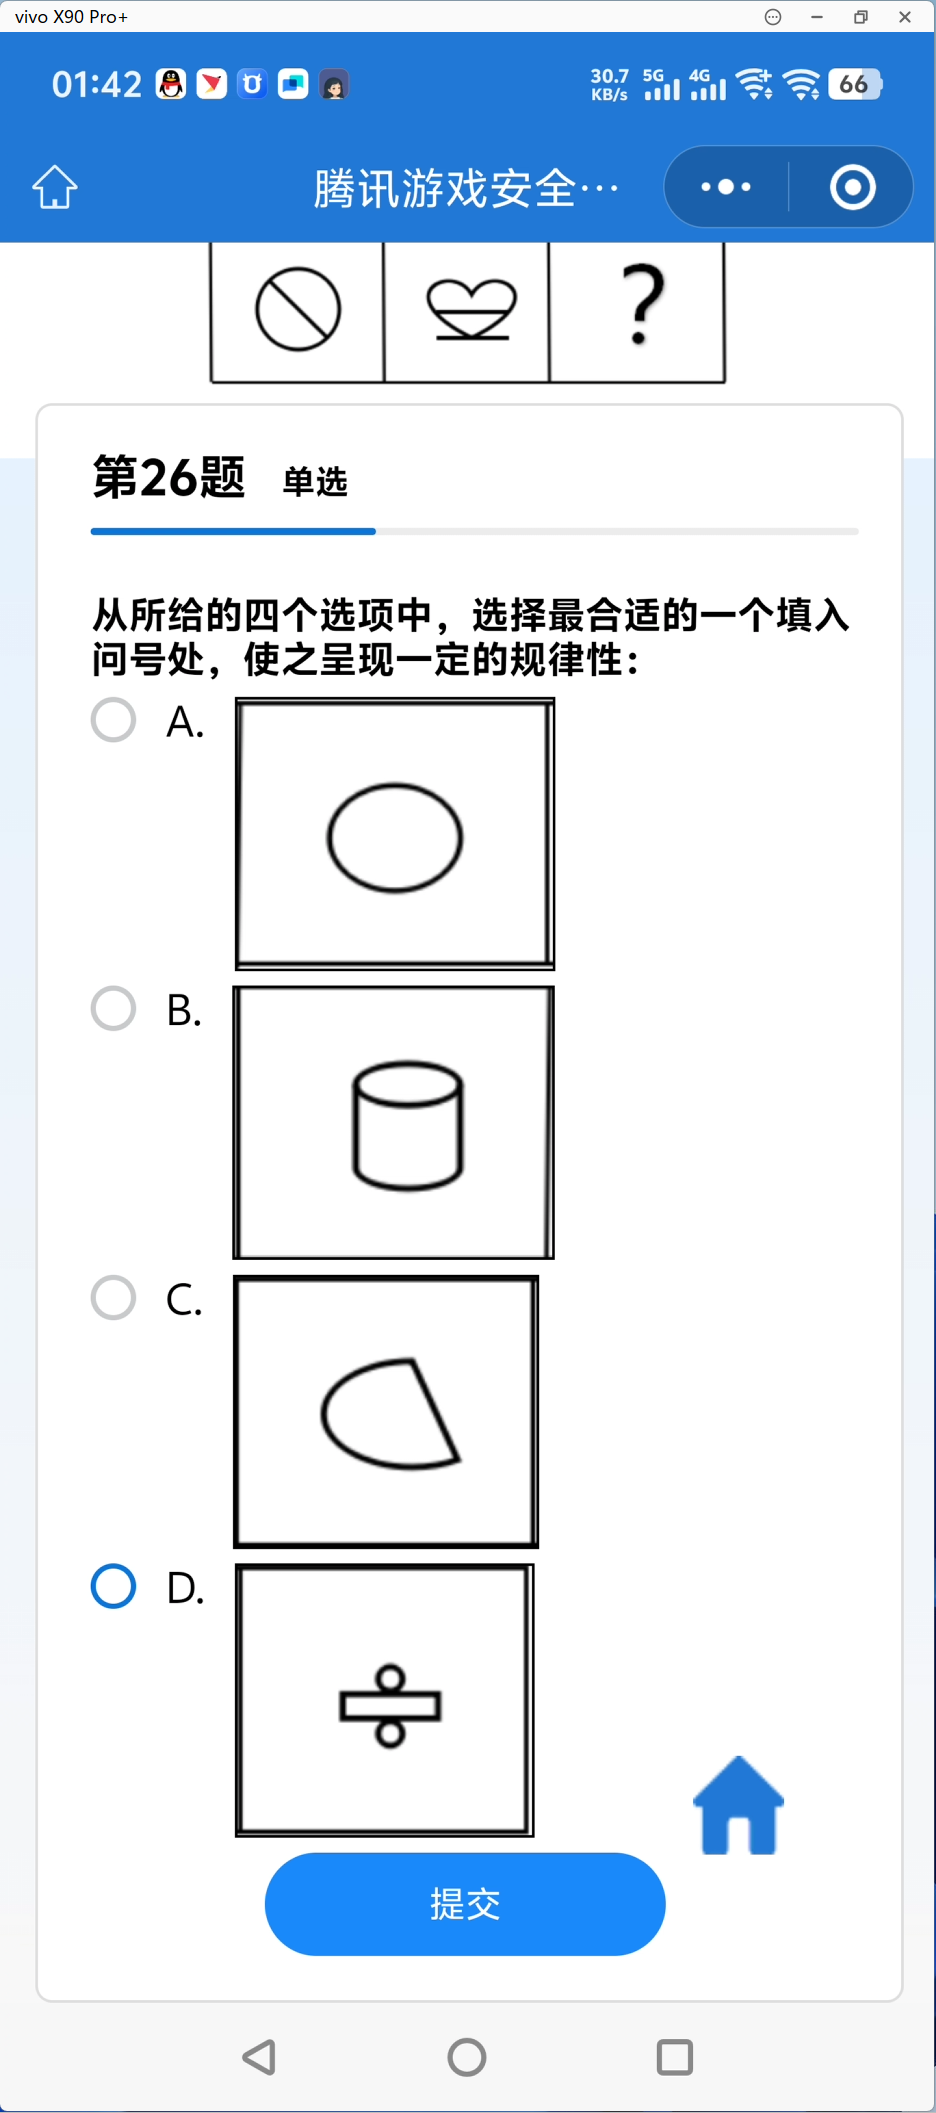 vivo X90 Pro+
01:42 30.7 KB/s 5G 4G 66
腾讯游戏安全…
?
第26题 单选
从所给的四个选项中，选择最合适的一个填入
问号处，使之呈现一定的规律性：
A.
B.
C.
D.
提交